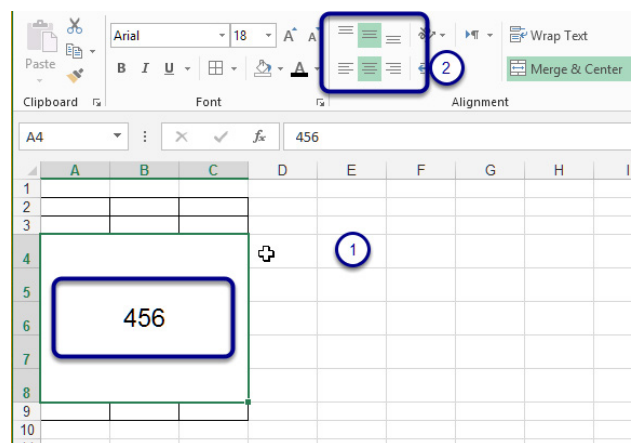 Arial 18 A A Wrap Text
Paste B I U A 2 Merge & Center
Clipboard Font Alignment
A4 fx 456
A B C D E F G H I
1
2
3
4 1
5
6 456
7
8
9
10